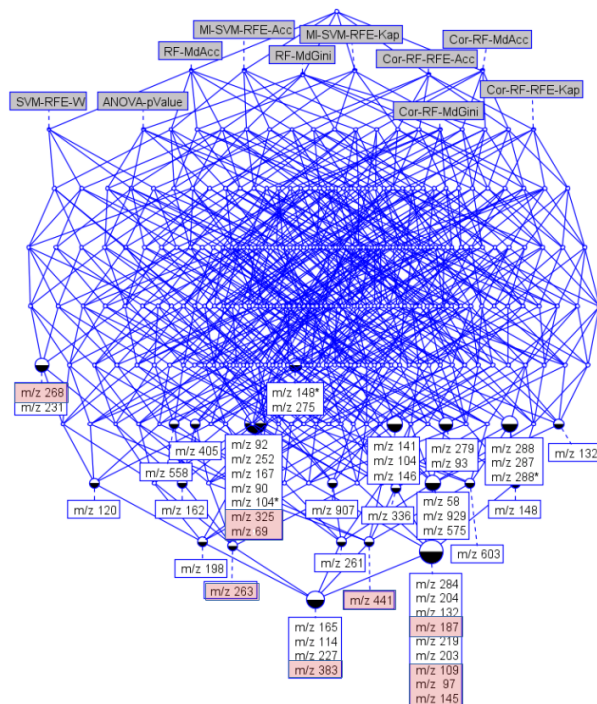 MI-SVM-RFE-Acc
MI-SVM-RFE-Kap
Cor-RF-MdAcc
RF-MdAcc
RF-MdGini
Cor-RF-RFE-Acc
SVM-RFE-W
ANOVA-pValue
Cor-RF-MdGini
Cor-RF-RFE-Kap
m/z 268
m/z 231
m/z 148*
m/z 275
m/z 405
m/z 558
m/z 92
m/z 252
m/z 167
m/z 90
m/z 104*
m/z 325
m/z 69
m/z 141
m/z 104
m/z 146
m/z 279
m/z 93
m/z 288
m/z 287
m/z 288*
m/z 132
m/z 120
m/z 162
m/z 907
m/z 336
m/z 58
m/z 929
m/z 575
m/z 148
m/z 603
m/z 198
m/z 261
m/z 263
m/z 441
m/z 165
m/z 114
m/z 227
m/z 383
m/z 284
m/z 204
m/z 132
m/z 187
m/z 219
m/z 203
m/z 109
m/z 97
m/z 145